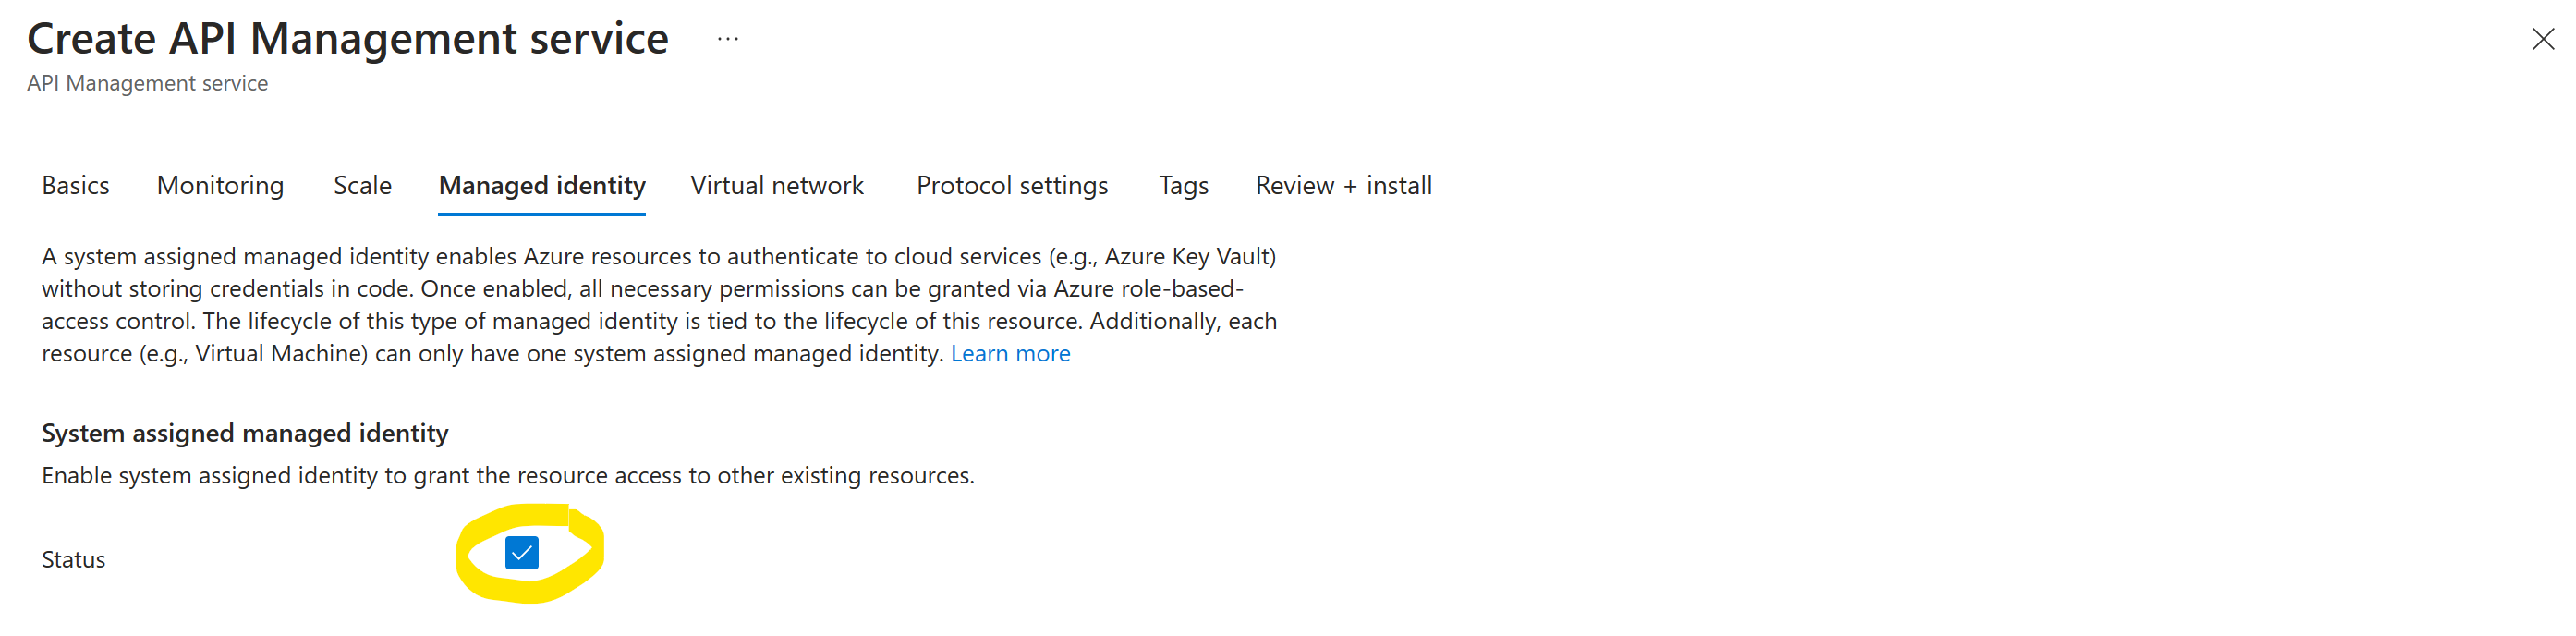 Create API Management service ...
API Management service
Basics Monitoring Scale Managed identity Virtual network Protocol settings Tags Review + install
A system assigned managed identity enables Azure resources to authenticate to cloud services (e.g., Azure Key Vault)
without storing credentials in code. Once enabled, all necessary permissions can be granted via Azure role-based-
access control. The lifecycle of this type of managed identity is tied to the lifecycle of this resource. Additionally, each
resource (e.g., Virtual Machine) can only have one system assigned managed identity. Learn more
System assigned managed identity
Enable system assigned identity to grant the resource access to other existing resources.
Status